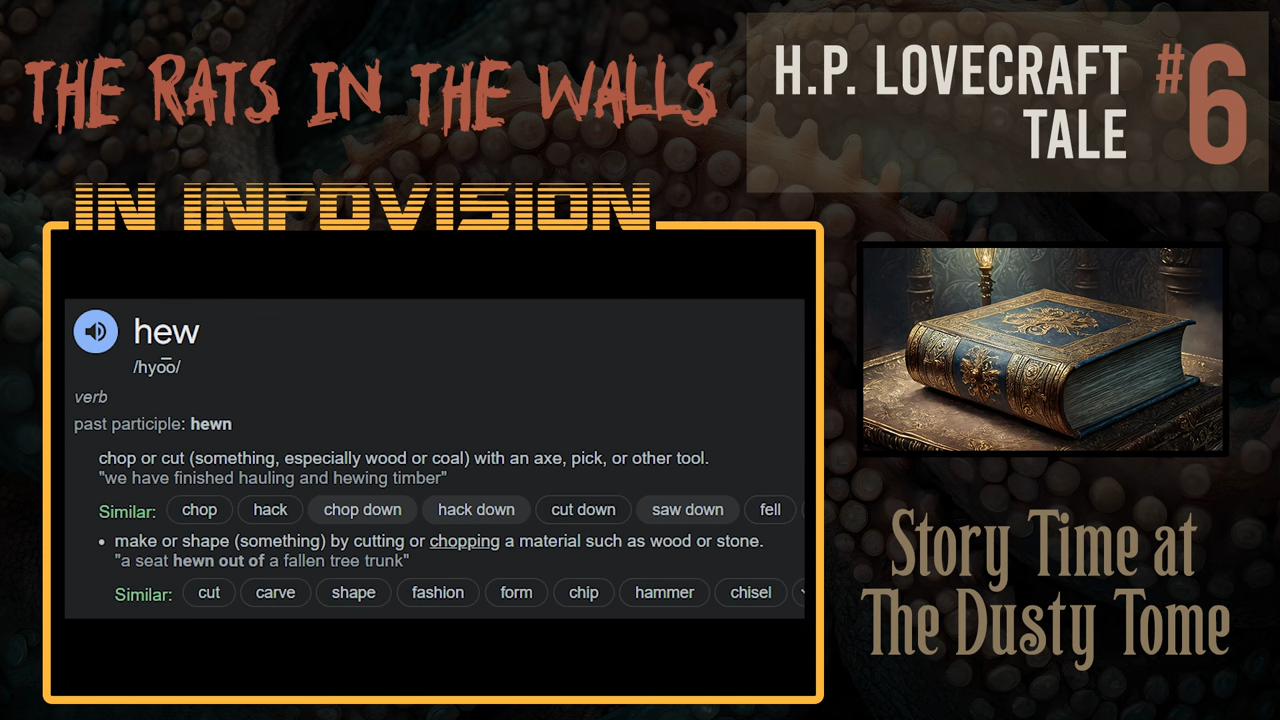 THE RATS IN THE WALLS
H.P. LOVECRAFT
TALE
#6
IN INFOVISION
hew
/hyo͞o/
verb
past participle: hewn
chop or cut (something, especially wood or coal) with an axe, pick, or other tool.
"we have finished hauling and hewing timber"
Similar: chop hack chop down hack down cut down saw down fell
• make or shape (something) by cutting or chopping a material such as wood or stone.
"a seat hewn out of a fallen tree trunk"
Similar: cut carve shape fashion form chip hammer chisel
Story Time at
The Dusty Tome